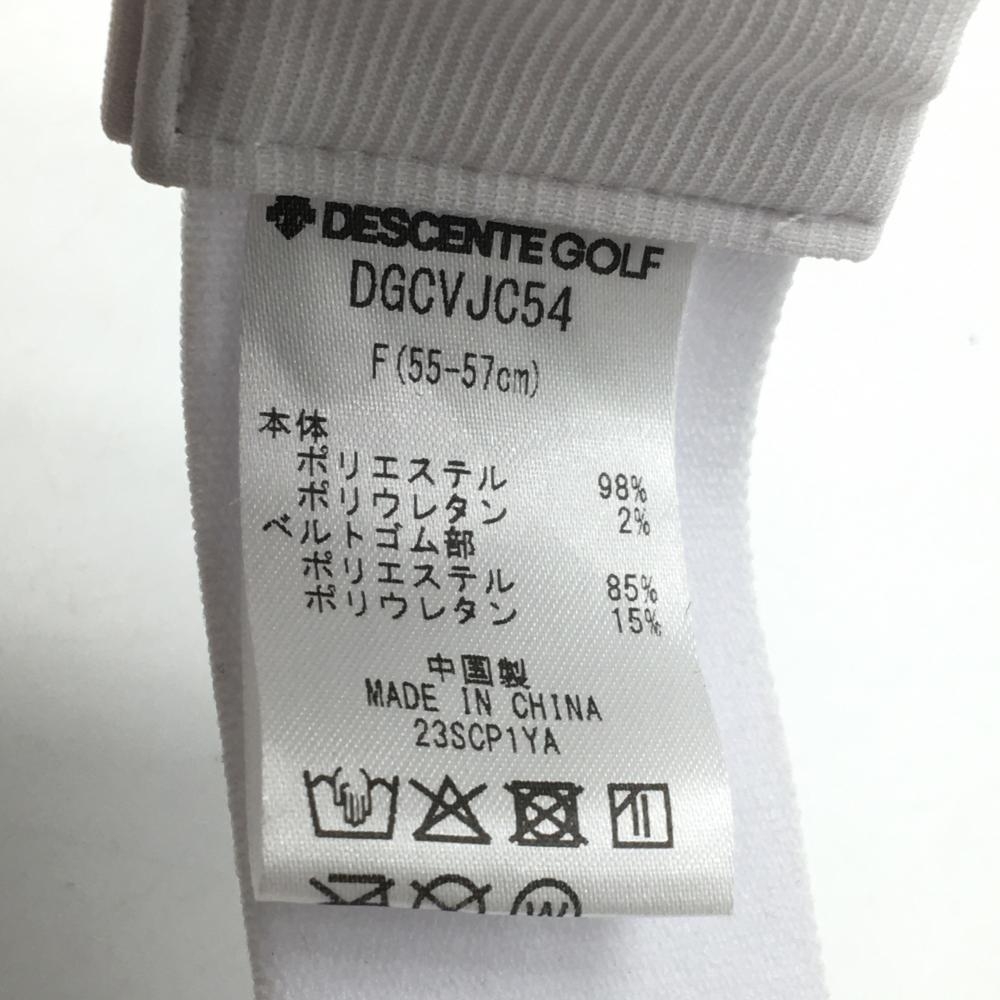 DESCENTE GOLF
DGCVJC54
F(55-57cm)
本体
ポリエステル 98%
ポリウレタン 2%
ベルトゴム部
ポリエステル 85%
ポリウレタン 15%
中国製
MADE IN CHINA
23SCP1YA
W